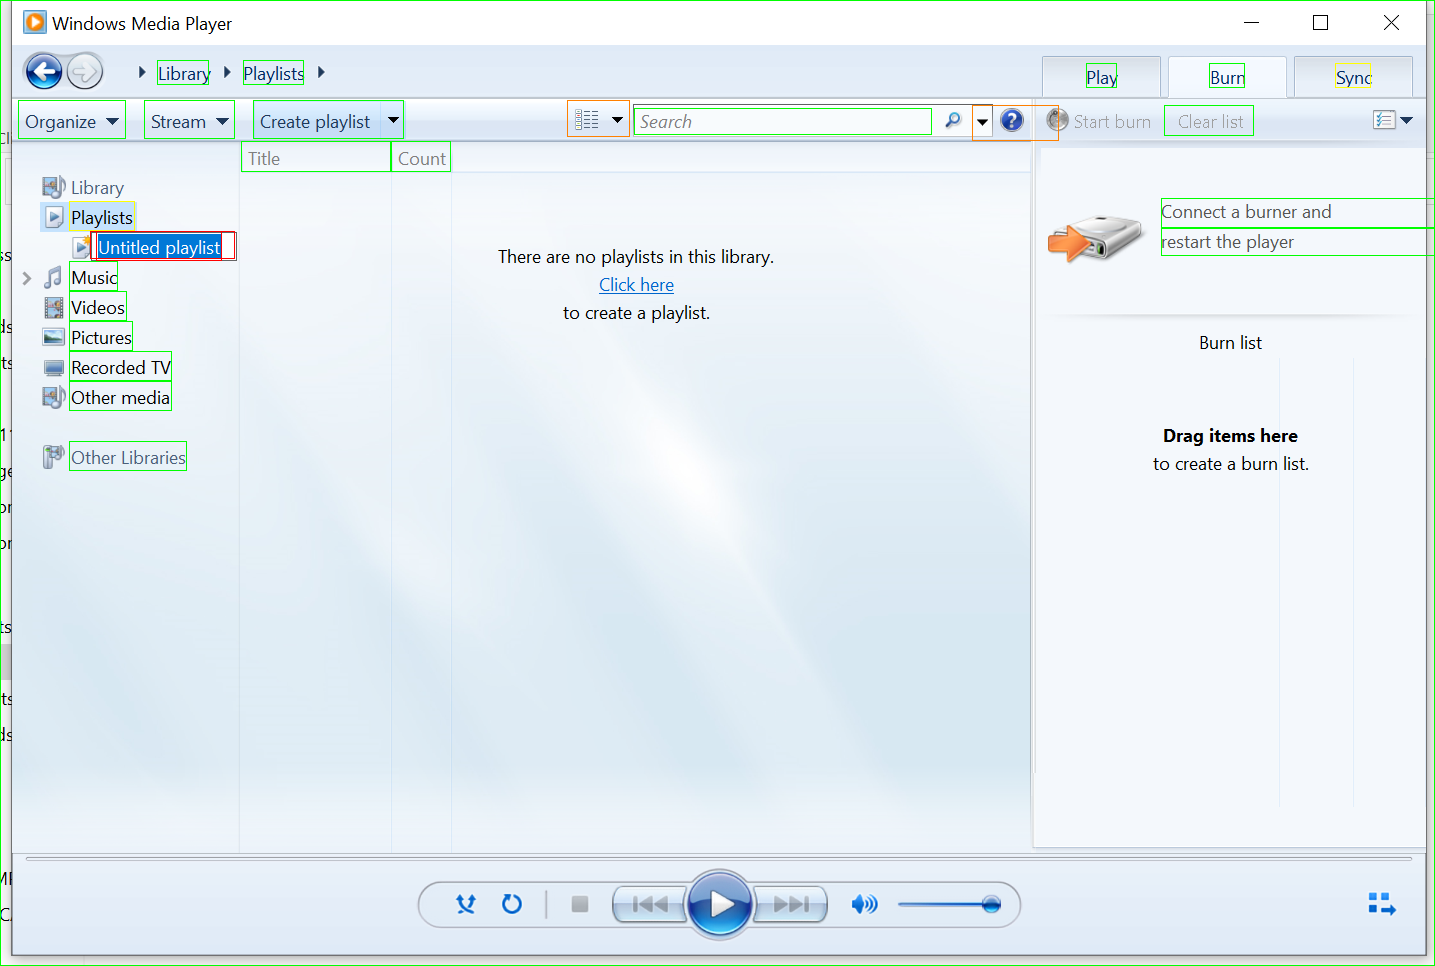 Windows Media Player
Library Playlists
Play Burn Sync
Organize Stream Create playlist Search Start burn Clear list
Title Count
Library
Playlists
Untitled playlist
Music
Videos
Pictures
Recorded TV
Other media
Other Libraries
There are no playlists in this library.
Click here
to create a playlist.
Connect a burner and
restart the player
Burn list
Drag items here
to create a burn list.